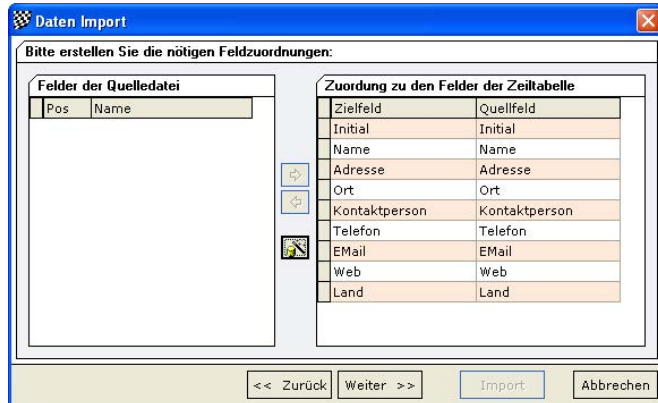 Daten Import
Bitte erstellen Sie die nötigen Feldzuordnungen:
Felder der Quelledatei
Pos Name
Zuordung zu den Felder der Zeiltabelle
Zielfeld Quellfeld
Initial Initial
Name Name
Adresse Adresse
Ort Ort
Kontaktperson Kontaktperson
Telefon Telefon
EMail EMail
Web Web
Land Land
<< Zurück Weiter >> Import Abbrechen